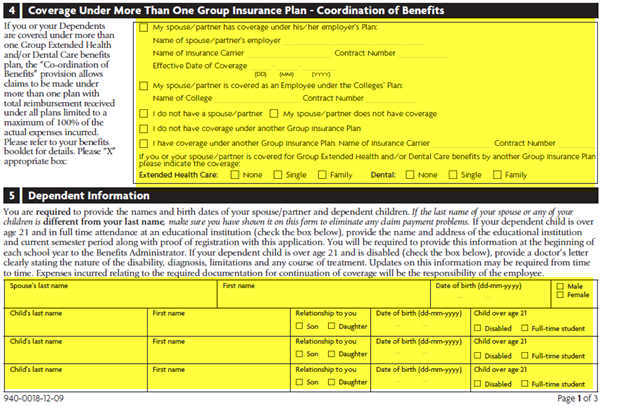 4 Coverage Under More Than One Group Insurance Plan - Coordination of Benefits
If you or your Dependents
are covered under more than
one Group Extended Health
and/or Dental Care benefits
plan, the "Co-ordination of
Benefits" provision allows
claims to be made under
more than one plan with
total reimbursement received
under all plans limited to a
maximum of 100% of the
actual expenses incurred.
Please refer to your benefits
booklet for details. Please "X"
appropriate box:
My spouse/partner has coverage under his/her employer's Plan:
Name of spouse/partner's employer
Name of Insurance Carrier Contract Number
Effective Date of Coverage
(DD) (MM) (YYYY)
My spouse/partner is covered as an Employee under the Colleges' Plan:
Name of College Contract Number
I do not have a spouse/partner My spouse/partner does not have coverage
I do not have coverage under another Group Insurance Plan
I have coverage under another Group Insurance Plan. Name of Insurance Carrier Contract Number
If you or your spouse/partner is covered for Group Extended Health and/or Dental Care benefits by another Group Insurance Plan
please indicate the coverage:
Extended Health Care: None Single Family Dental: None Single Family
5 Dependent Information
You are required to provide the names and birth dates of your spouse/partner and dependent children. If the last name of your spouse or any of your
children is different from your last name, make sure you have shown it on this form to eliminate any claim payment problems. If your dependent child is over
age 21 and in full time attendance at an educational institution (check the box below), provide the name and address of the educational institution
and current semester period along with proof of registration with this application. You will be required to provide this information at the beginning of
each school year to the Benefits Administrator. If your dependent child is over age 21 and is disabled (check the box below), provide a doctor's letter
clearly stating the nature of the disability, diagnosis, limitations and any course of treatment. Updates on this information may be required from time
to time. Expenses incurred relating to the required documentation for continuation of coverage will be the responsibility of the employee.
Spouse's last name First name Date of birth (dd-mm-yyyy) Male
Female
Child's last name First name Relationship to you Date of birth (dd-mm-yyyy) Child over age 21
Son Daughter Disabled Full-time student
Child's last name First name Relationship to you Date of birth (dd-mm-yyyy) Child over age 21
Son Daughter Disabled Full-time student
Child's last name First name Relationship to you Date of birth (dd-mm-yyyy) Child over age 21
Son Daughter Disabled Full-time student
940-0018-12-09 Page 1 of 3